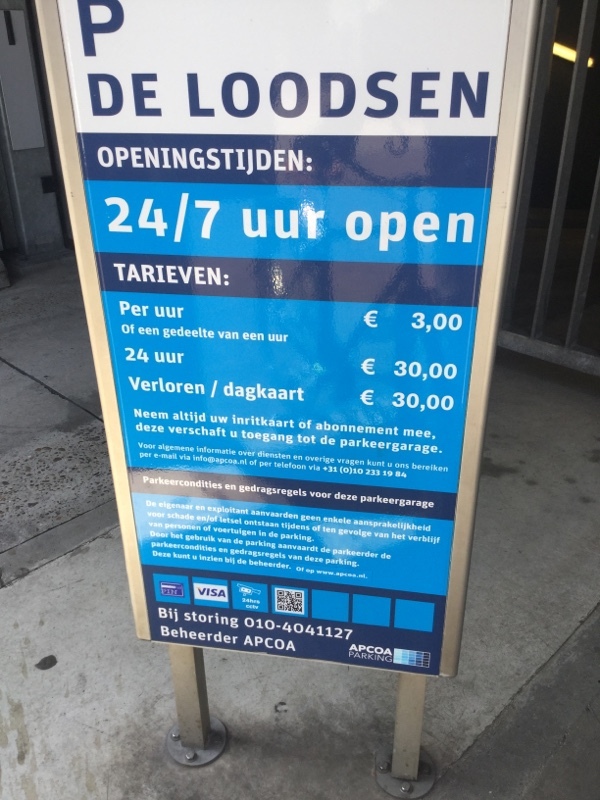 P
DE LOODSEN
OPENINGSTIJDEN:
24/7 uur open
TARIEVEN:
Per uur € 3,00
Of een gedeelte van een uur
24 uur € 30,00
Verloren / dagkaart € 30,00
Neem altijd uw inritkaart of abonnement mee,
deze verschaft u toegang tot de parkeergarage.
Voor algemene informatie over diensten en overige vragen kunt u ons bereiken
per e-mail via info@apcoa.nl of per telefoon via +31 (0)10 233 19 84
Parkeercondities en gedragsregels voor deze parkeergarage
De eigenaar en exploitant aanvaarden geen enkele aansprakelijkheid
voor schade en/of letsel ontstaan tijdens of ten gevolge van het verblijf
van personen of voertuigen in de parking.
Door het gebruik van de parking aanvaardt de parkeerder de
parkeercondities en gedragsregels van deze parking.
Deze kunt u inzien bij de beheerder. Of op www.apcoa.nl.
PIN VISA 24hrs
cctv
Bij storing 010-4041127
Beheerder APCOA
APCOA
PARKING